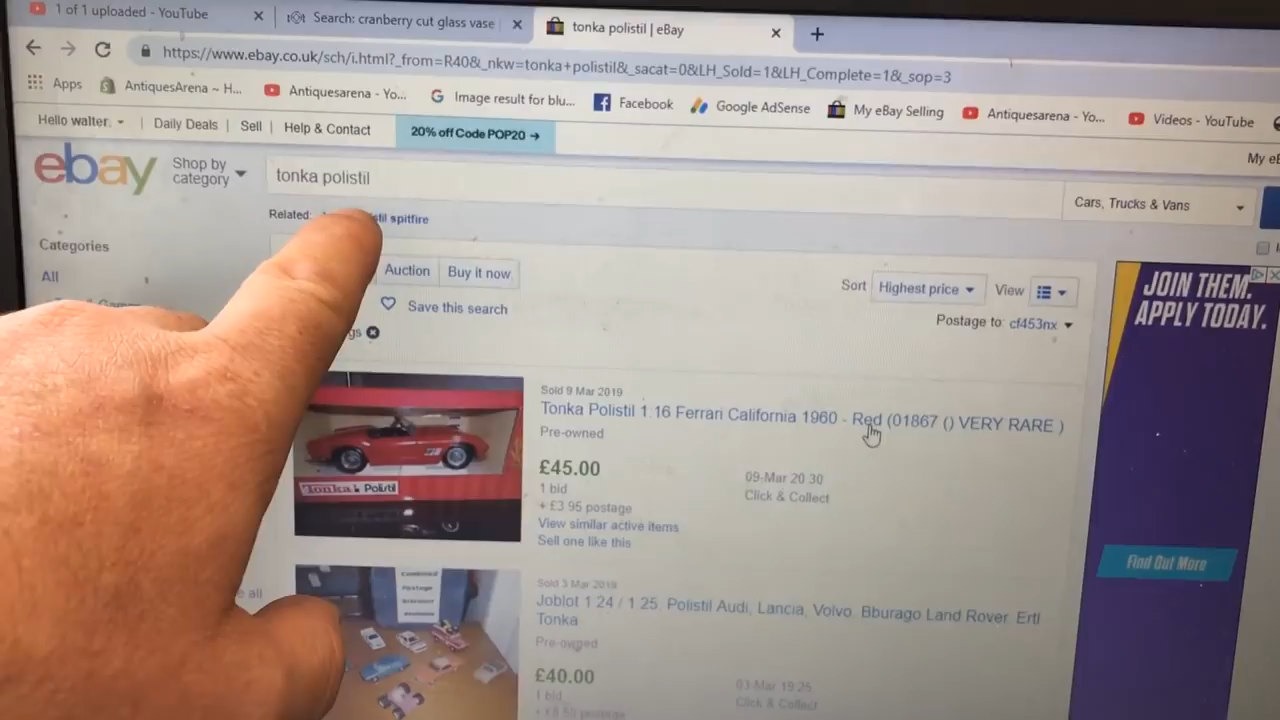 1 of 1 uploaded - YouTube
Search: cranberry cut glass vase
tonka polistil | eBay
https://www.ebay.co.uk/sch/i.html?_from=R40&_nkw=tonka+polistil&_sacat=0&LH_Sold=1&LH_Complete=1&_sop=3
Apps
AntiquesArena ~ H...
Antiquesarena - Yo...
Image result for blu...
Facebook
Google AdSense
My eBay Selling
Antiquesarena - Yo...
Videos - YouTube
Hello walter.
Daily Deals
Sell
Help & Contact
20% off Code POP20 →
My eB
ebay
Shop by
category
tonka polistil
Cars, Trucks & Vans
Related:
spitfire
Categories
All
Auction
Buy it now
Sort
Highest price
View
Save this search
Postage to: cf453nx
JOIN THEM.
APPLY TODAY.
Find Out More
Sold 9 Mar 2019
Tonka Polistil 1:16 Ferrari California 1960 - Red (01867 () VERY RARE )
Pre-owned
£45.00
1 bid
+ £3.95 postage
View similar active items
Sell one like this
09-Mar 20:30
Click & Collect
Tonka Polistil
Sold 3 Mar 2019
Joblot 1:24 / 1:25. Polistil Audi, Lancia, Volvo. Bburago Land Rover. Ertl
Tonka
Pre-owned
£40.00
1 bid
03-Mar 19:25
Click & Collect
Combined
Postage
all